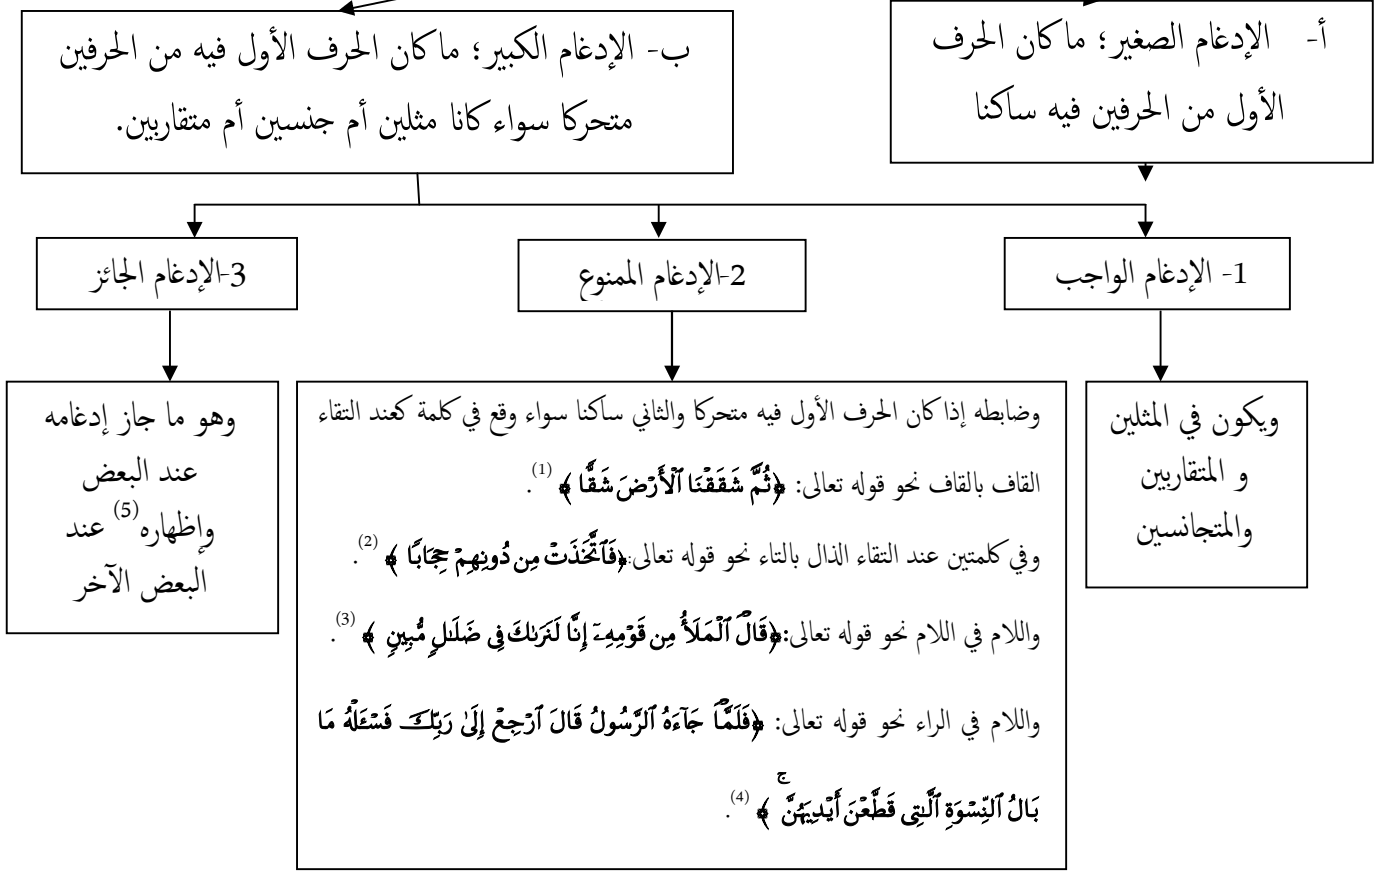 أ- الإدغام الصغير؛ ماكان الحرف
الأول من الحرفين فيه ساكنا
ب- الإدغام الكبير؛ ماكان الحرف الأول فيه من الحرفين
متحركا سواء كانا مثلين أم جنسين أم متقاربين.
1- الإدغام الواجب
2-الإدغام الممنوع
3-الإدغام الجائز
ويكون في المثلين
و المتقاربين
والمتجانسين
وضابطه إذا كان الحرف الأول فيه متحركا والثاني ساكنا سواء وقع في كلمة كعند التقاء
القاف بالقاف نحو قوله تعالى: ﴿ثُمَّ شَقَقْنَا ٱلْأَرْضَ شَقًّا ﴾ (1).
وفي كلمتين عند التقاء الذال بالتاء نحو قوله تعالى:﴿فَٱتَّخَذَتْ مِن دُونِهِمْ حِجَابًا ﴾ (2).
واللام في اللام نحو قوله تعالى:﴿قَالَ ٱلْمَلَأُ مِن قَوْمِهِۦٓ إِنَّا لَنَرَىٰكَ فِى ضَلَـٰلٍ مُّبِينٍ ﴾ (3).
واللام في الراء نحو قوله تعالى: ﴿فَلَمَّا جَآءَهُ ٱلرَّسُولُ قَالَ ٱرْجِعْ إِلَىٰ رَبِّكَ فَسْـَٔلْهُ مَا
بَالُ ٱلنِّسْوَةِ ٱلَّـٰتِى قَطَّعْنَ أَيْدِيَهُنَّ ۚ ﴾ (4).
وهو ما جاز إدغامه
عند البعض
وإظهاره(5) عند
البعض الآخر